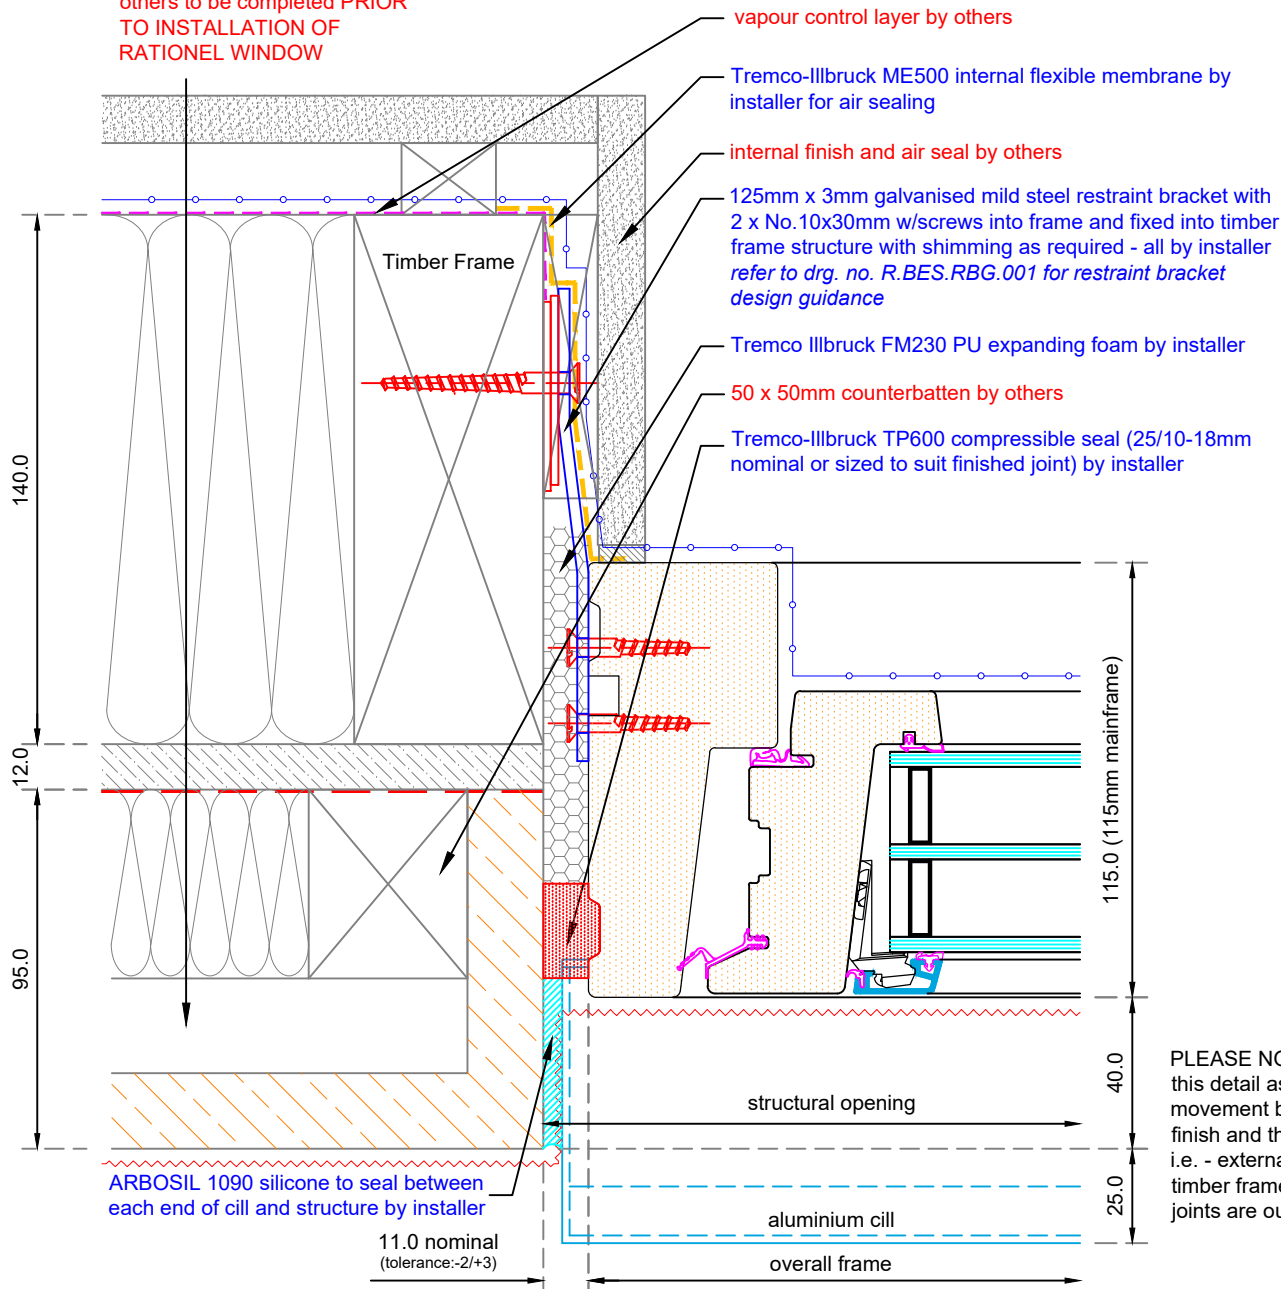 others to be completed PRIOR
TO INSTALLATION OF
RATIONEL WINDOW
vapour control layer by others
Tremco-Illbruck ME500 internal flexible membrane by
installer for air sealing
internal finish and air seal by others
125mm x 3mm galvanised mild steel restraint bracket with
2 x No.10x30mm w/screws into frame and fixed into timber
frame structure with shimming as required - all by installer
refer to drg. no. R.BES.RBG.001 for restraint bracket
design guidance
Tremco Illbruck FM230 PU expanding foam by installer
50 x 50mm counterbatten by others
Tremco-Illbruck TP600 compressible seal (25/10-18mm
nominal or sized to suit finished joint) by installer
Timber Frame
140.0
12.0
95.0
115.0 (115mm mainframe)
40.0
25.0
structural opening
aluminium cill
overall frame
ARBOSIL 1090 silicone to seal between
each end of cill and structure by installer
11.0 nominal
(tolerance:-2/+3)
PLEASE
this detail
movement
finish and
i.e. - 
timber
joints are